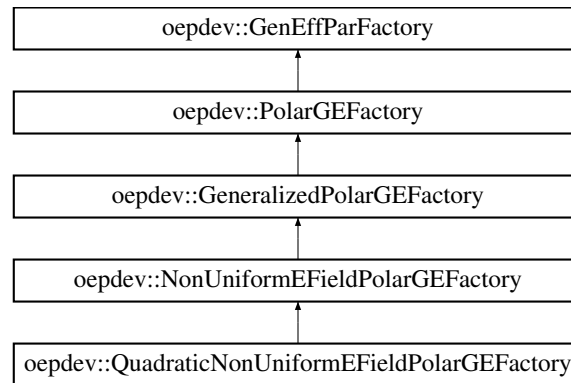 oepdev::GenEffParFactory
oepdev::PolarGEFactory
oepdev::GeneralizedPolarGEFactory
oepdev::NonUniformEFieldPolarGEFactory
oepdev::QuadraticNonUniformEFieldPolarGEFactory